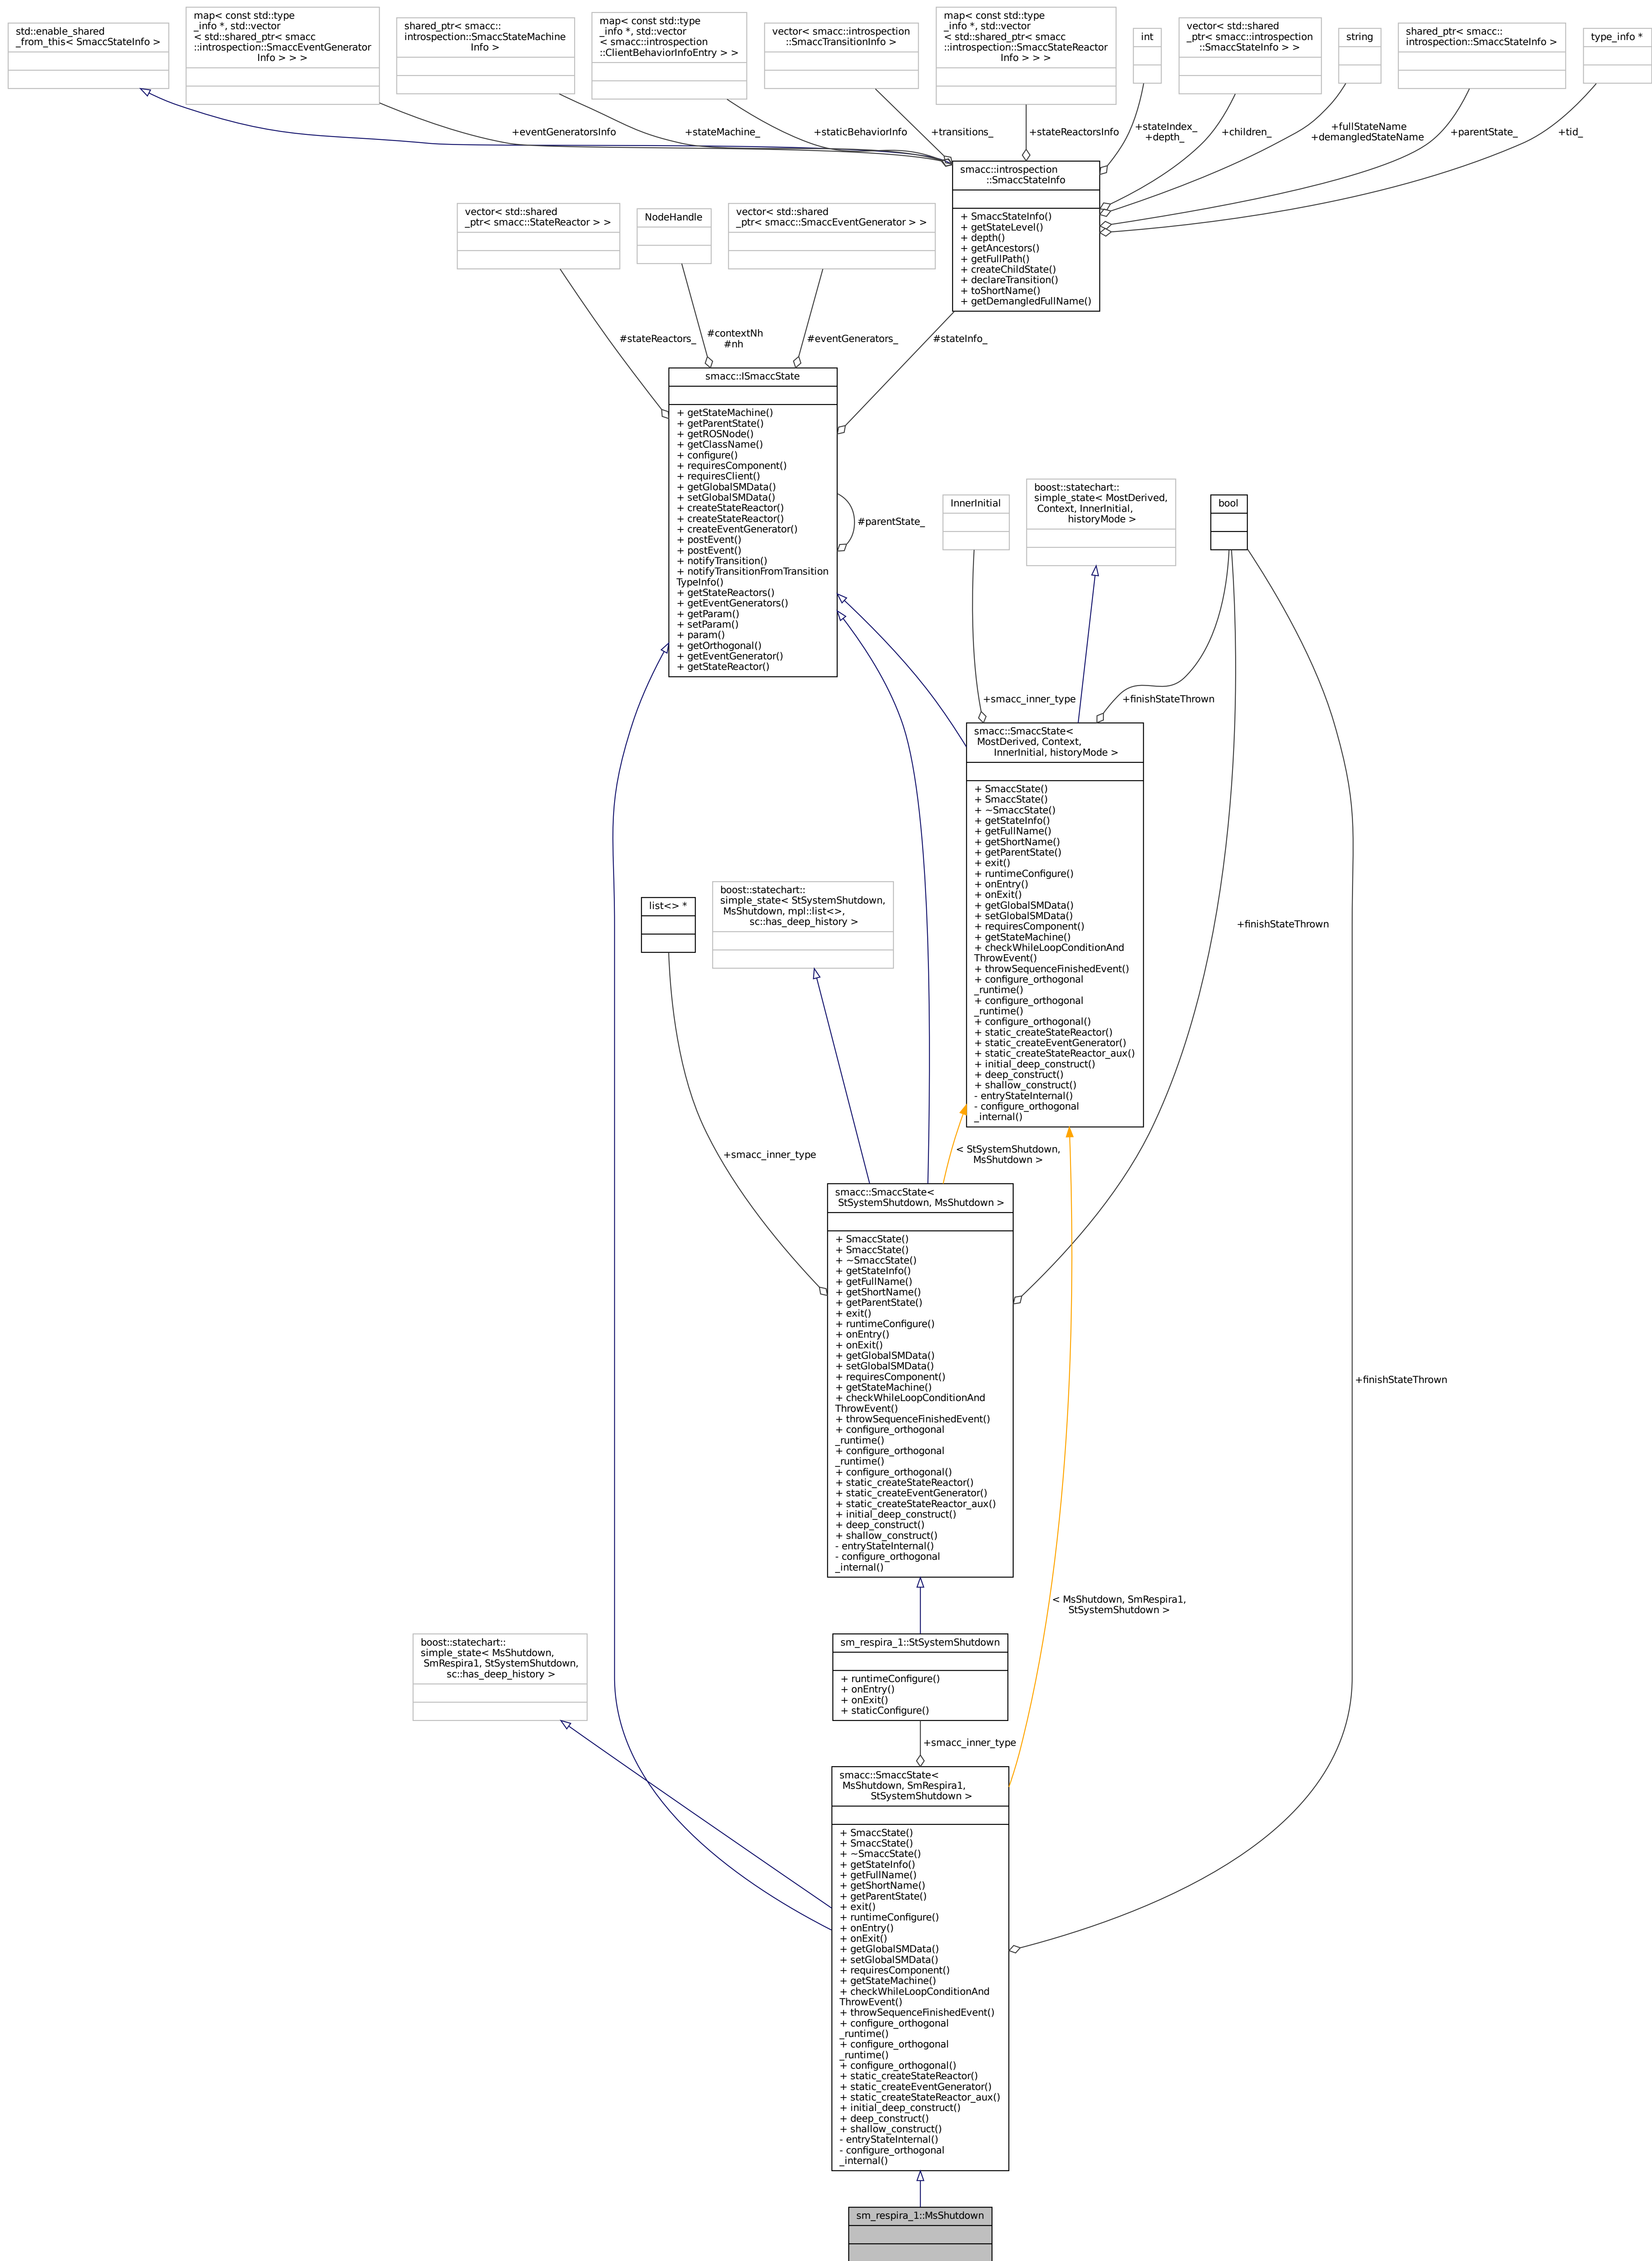 std::enable_shared
_from_this< SmaccStateInfo >
map< const std::type
_info *, std::vector
< std::shared_ptr< smacc
::introspection::SmaccEventGenerator
Info > > >
shared_ptr< smacc::
introspection::SmaccStateMachine
Info >
map< const std::type
_info *, std::vector
< smacc::introspection
::ClientBehaviorInfoEntry > >
vector< smacc::introspection
::SmaccTransitionInfo >
map< const std::type
_info *, std::vector
< std::shared_ptr< smacc
::introspection::SmaccStateReactor
Info > > >
int
vector< std::shared
_ptr< smacc::introspection
::SmaccStateInfo > >
string
shared_ptr< smacc::
introspection::SmaccStateInfo >
type_info *
+eventGeneratorsInfo
+stateMachine_
+staticBehaviorInfo
+transitions_
+stateReactorsInfo
+stateIndex_
+depth_
+children_
+fullStateName
+demangledStateName
+parentState_
+tid_
smacc::introspection
::SmaccStateInfo
+ SmaccStateInfo()
+ getStateLevel()
+ depth()
+ getAncestors()
+ getFullPath()
+ createChildState()
+ declareTransition()
+ toShortName()
+ getDemangledFullName()
vector< std::shared
_ptr< smacc::StateReactor > >
NodeHandle
vector< std::shared
_ptr< smacc::SmaccEventGenerator > >
#stateReactors_
#contextNh
#nh
#eventGenerators_
#stateInfo_
smacc::ISmaccState
+ getStateMachine()
+ getParentState()
+ getROSNode()
+ getClassName()
+ configure()
+ requiresComponent()
+ requiresClient()
+ getGlobalSMData()
+ setGlobalSMData()
+ createStateReactor()
+ createStateReactor()
+ createEventGenerator()
+ postEvent()
+ postEvent()
+ notifyTransition()
+ notifyTransitionFromTransition
TypeInfo()
+ getStateReactors()
+ getEventGenerators()
+ getParam()
+ setParam()
+ param()
+ getOrthogonal()
+ getEventGenerator()
+ getStateReactor()
#parentState_
InnerInitial
boost::statechart::
simple_state< MostDerived,
Context, InnerInitial,
historyMode >
bool
+smacc_inner_type
+finishStateThrown
smacc::SmaccState<
MostDerived, Context,
InnerInitial, historyMode >
+ SmaccState()
+ SmaccState()
+ ~SmaccState()
+ getStateInfo()
+ getFullName()
+ getShortName()
+ getParentState()
+ exit()
+ runtimeConfigure()
+ onEntry()
+ onExit()
+ getGlobalSMData()
+ setGlobalSMData()
+ requiresComponent()
+ getStateMachine()
+ checkWhileLoopConditionAnd
ThrowEvent()
+ throwSequenceFinishedEvent()
+ configure_orthogonal
_runtime()
+ configure_orthogonal
_runtime()
+ configure_orthogonal()
+ static_createStateReactor()
+ static_createEventGenerator()
+ static_createStateReactor_aux()
+ initial_deep_construct()
+ deep_construct()
+ shallow_construct()
- entryStateInternal()
- configure_orthogonal
_internal()
list<> *
boost::statechart::
simple_state< StSystemShutdown,
MsShutdown, mpl::list<>,
sc::has_deep_history >
+finishStateThrown
+smacc_inner_type
< StSystemShutdown,
MsShutdown >
smacc::SmaccState<
StSystemShutdown, MsShutdown >
+ SmaccState()
+ SmaccState()
+ ~SmaccState()
+ getStateInfo()
+ getFullName()
+ getShortName()
+ getParentState()
+ exit()
+ runtimeConfigure()
+ onEntry()
+ onExit()
+ getGlobalSMData()
+ setGlobalSMData()
+ requiresComponent()
+ getStateMachine()
+ checkWhileLoopConditionAnd
ThrowEvent()
+ throwSequenceFinishedEvent()
+ configure_orthogonal
_runtime()
+ configure_orthogonal
_runtime()
+ configure_orthogonal()
+ static_createStateReactor()
+ static_createEventGenerator()
+ static_createStateReactor_aux()
+ initial_deep_construct()
+ deep_construct()
+ shallow_construct()
- entryStateInternal()
- configure_orthogonal
_internal()
+finishStateThrown
< MsShutdown, SmRespira1,
StSystemShutdown >
boost::statechart::
simple_state< MsShutdown,
SmRespira1, StSystemShutdown,
sc::has_deep_history >
sm_respira_1::StSystemShutdown
+ runtimeConfigure()
+ onEntry()
+ onExit()
+ staticConfigure()
+smacc_inner_type
smacc::SmaccState<
MsShutdown, SmRespira1,
StSystemShutdown >
+ SmaccState()
+ SmaccState()
+ ~SmaccState()
+ getStateInfo()
+ getFullName()
+ getShortName()
+ getParentState()
+ exit()
+ runtimeConfigure()
+ onEntry()
+ onExit()
+ getGlobalSMData()
+ setGlobalSMData()
+ requiresComponent()
+ getStateMachine()
+ checkWhileLoopConditionAnd
ThrowEvent()
+ throwSequenceFinishedEvent()
+ configure_orthogonal
_runtime()
+ configure_orthogonal
_runtime()
+ configure_orthogonal()
+ static_createStateReactor()
+ static_createEventGenerator()
+ static_createStateReactor_aux()
+ initial_deep_construct()
+ deep_construct()
+ shallow_construct()
- entryStateInternal()
- configure_orthogonal
_internal()
sm_respira_1::MsShutdown